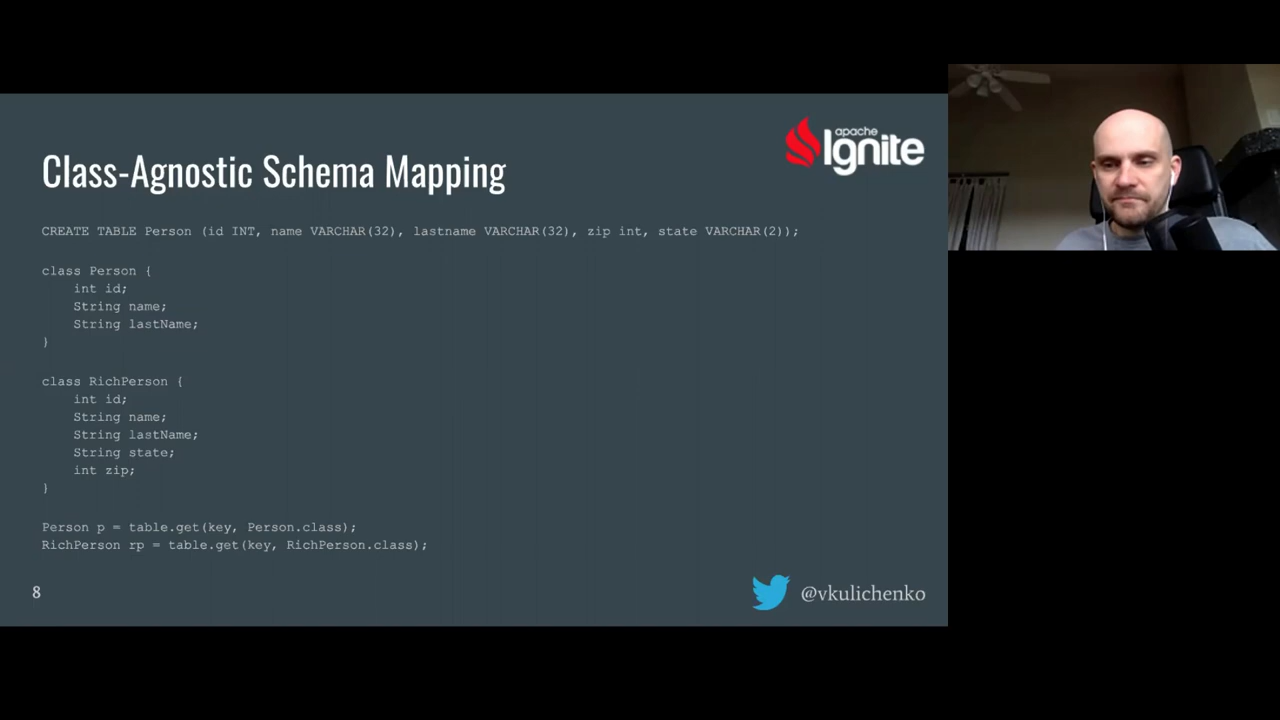 apache
Ignite
Class-Agnostic Schema Mapping
CREATE TABLE Person (id INT, name VARCHAR(32), lastname VARCHAR(32), zip int, state VARCHAR(2));
class Person {
    int id;
    String name;
    String lastName;
}
class RichPerson {
    int id;
    String name;
    String lastName;
    String state;
    int zip;
}
Person p = table.get(key, Person.class);
RichPerson rp = table.get(key, RichPerson.class);
8
@vkulichenko